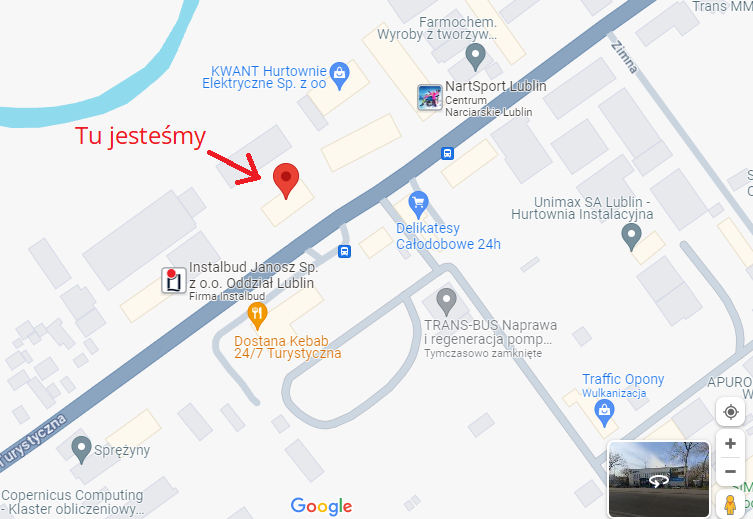 Trans MM
Farmochem.
Wyroby z tworzyw...
Zimna
KWANT Hurtownie
Elektryczne Sp. z oo
NartSport Lublin
Centrum
Narciarskie Lublin
Tu jesteśmy
S
O
Unimax SA Lublin -
Hurtownia Instalacyjna
Delikatesy
Całodobowe 24h
Instalbud Janosz Sp.
z o.o. Oddział Lublin
Firma Instalbud
TRANS-BUS Naprawa
i regeneracja pomp...
Tymczasowo zamknięte
Dostana Kebab
24/7 Turystyczna
Traffic Opony
Wulkanizacja
APURO
W
Turystyczna
Sprężyny
Copernicus Computing
- Klaster obliczeniowy...
Google
SIM